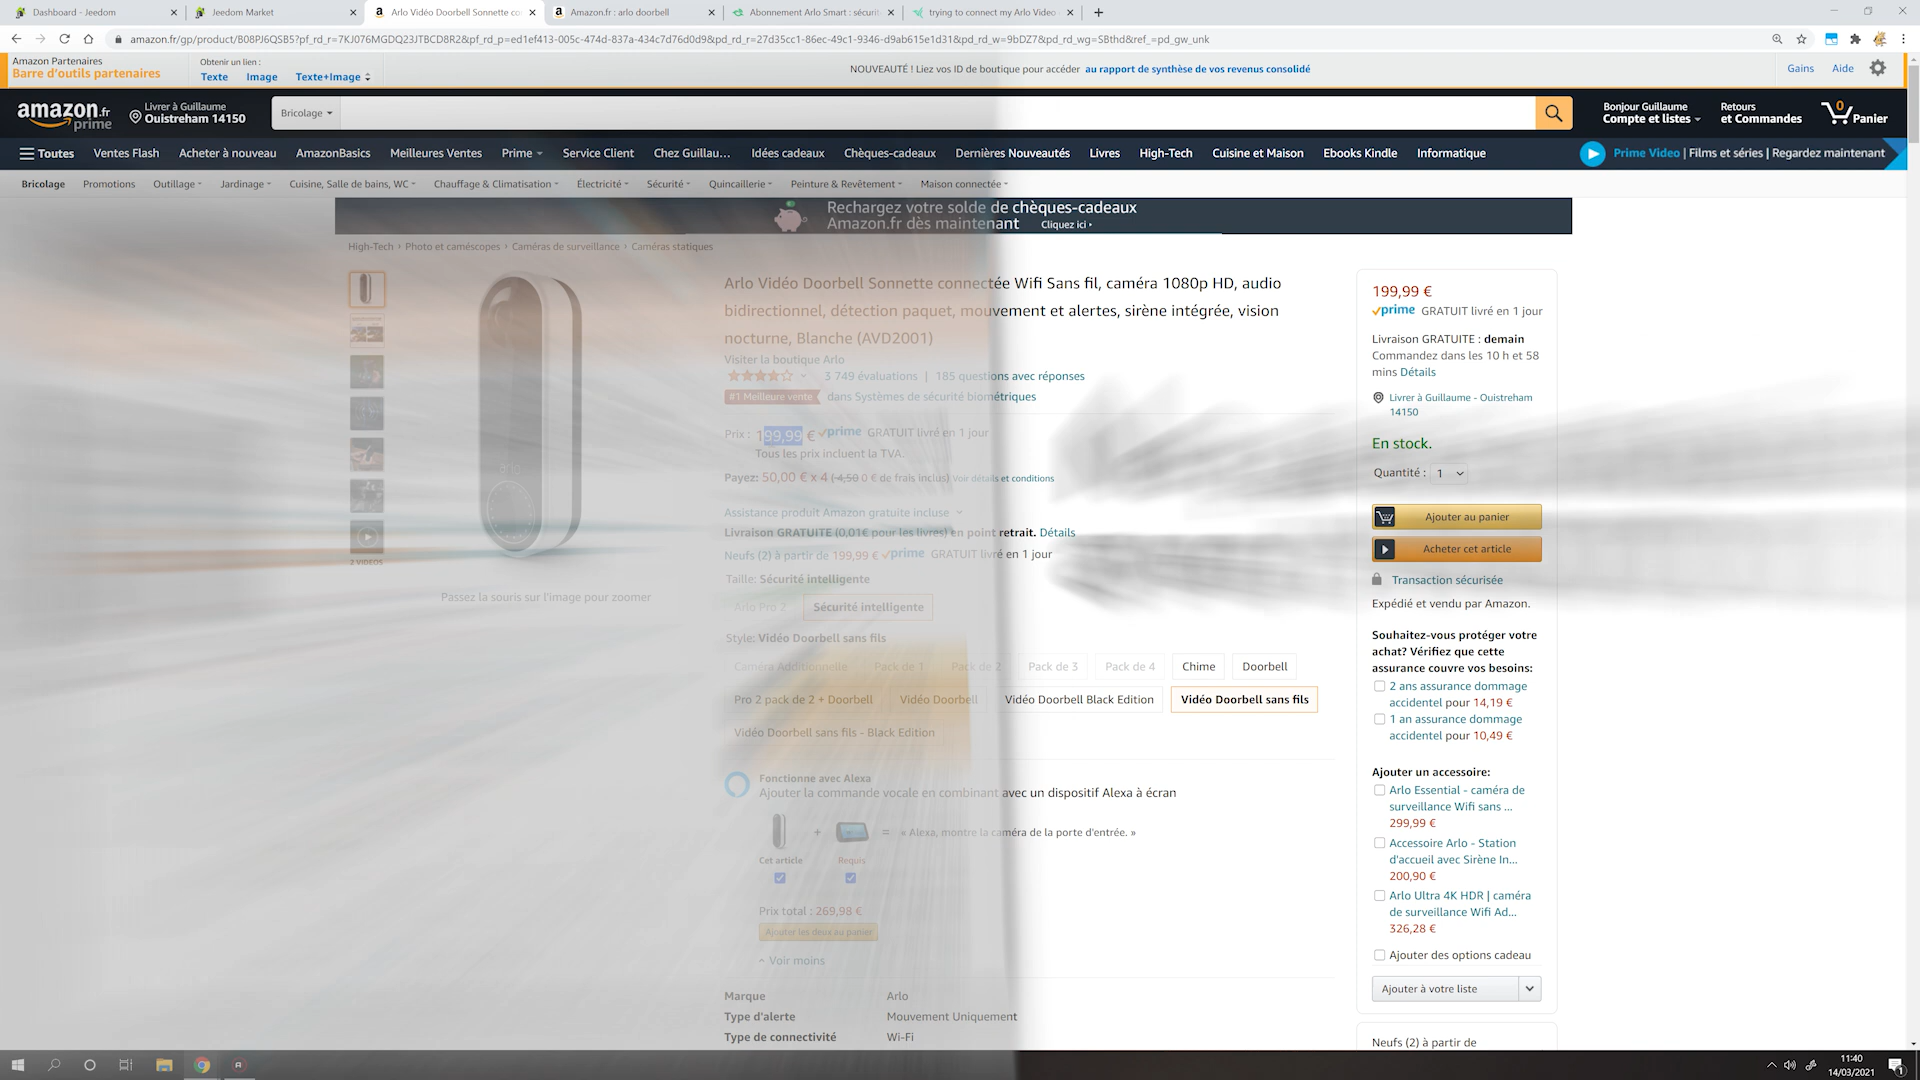 Dashboard - Jeedom
Jeedom Market
Arlo Vidéo Doorbell Sonnette co
Amazon.fr : arlo doorbell
Abonnement Arlo Smart : sécurit
trying to connect my Arlo Video
amazon.fr/gp/product/B08PJ6QSB5?pf_rd_r=7KJ076MGDQ23JTBCD8R2&pf_rd_p=ed1ef413-005c-474d-837a-434c7d76d0d9&pd_rd_r=27d35cc1-86ec-49c1-9346-d9ab615e1d31&pd_rd_w=9bDZ7&pd_rd_wg=S8thd&ref_=pd_gw_unk
Amazon Partenaires
Barre d'outils partenaires
Obtenir un lien :
Texte Image Texte+Image
NOUVEAUTÉ ! Liez vos ID de boutique pour accéder au rapport de synthèse de vos revenus consolidé
Gains Aide
amazon.fr
prime
Livrer à Guillaume
Ouistreham 14150
Bricolage
Bonjour Guillaume
Compte et listes
Retours
et Commandes
0
Panier
Toutes Ventes Flash Acheter à nouveau AmazonBasics Meilleures Ventes Prime Service Client Chez Guillau… Idées cadeaux Chèques-cadeaux Dernières Nouveautés Livres High-Tech Cuisine et Maison Ebooks Kindle Informatique
Prime Video | Films et séries | Regardez maintenant
Bricolage Promotions Outillage Jardinage Cuisine, Salle de bains, WC Chauffage & Climatisation Électricité Sécurité Quincaillerie Peinture & Revêtement Maison connectée
Rechargez votre solde de chèques-cadeaux
Amazon.fr dès maintenant Cliquez ici ›
High-Tech › Photo et caméscopes › Caméras de surveillance › Caméras statiques
arlo
2 VIDEOS
Passez la souris sur l'image pour zoomer
Arlo Vidéo Doorbell Sonnette connectée Wifi Sans fil, caméra 1080p HD, audio
bidirectionnel, détection paquet, mouvement et alertes, sirène intégrée, vision
nocturne, Blanche (AVD2001)
Visiter la boutique Arlo
3 749 évaluations | 185 questions avec réponses
#1 Meilleure vente dans Systèmes de sécurité biométriques
Prix : 199,99 € prime GRATUIT livré en 1 jour
Tous les prix incluent la TVA.
Payez: 50,00 € x 4 (-4,50 0 € de frais inclus) Voir détails et conditions
Assistance produit Amazon gratuite incluse
Livraison GRATUITE (0,01€ pour les livres) en point retrait. Détails
Neufs (2) à partir de 199,99 € prime GRATUIT livré en 1 jour
Taille: Sécurité intelligente
Arlo Pro 2 Sécurité intelligente
Style: Vidéo Doorbell sans fils
Caméra Additionnelle Pack de 1 Pack de 2 Pack de 3 Pack de 4 Chime Doorbell
Pro 2 pack de 2 + Doorbell Vidéo Doorbell Vidéo Doorbell Black Edition Vidéo Doorbell sans fils
Vidéo Doorbell sans fils - Black Edition
Fonctionne avec Alexa
Ajouter la commande vocale en combinant avec un dispositif Alexa à écran
+ = « Alexa, montre la caméra de la porte d'entrée. »
Cet article Requis
Prix total : 269,98 €
Ajouter les deux au panier
Voir moins
Marque Arlo
Type d'alerte Mouvement Uniquement
Type de connectivité Wi-Fi
199,99 €
prime GRATUIT livré en 1 jour
Livraison GRATUITE : demain
Commandez dans les 10 h et 58
mins Détails
Livrer à Guillaume - Ouistreham
14150
En stock.
Quantité : 1
Ajouter au panier
Acheter cet article
Transaction sécurisée
Expédié et vendu par Amazon.
Souhaitez-vous protéger votre
achat? Vérifiez que cette
assurance couvre vos besoins:
2 ans assurance dommage
accidentel pour 14,19 €
1 an assurance dommage
accidentel pour 10,49 €
Ajouter un accessoire:
Arlo Essential - caméra de
surveillance Wifi sans ...
299,99 €
Accessoire Arlo - Station
d'accueil avec Sirène In...
200,90 €
Arlo Ultra 4K HDR | caméra
de surveillance Wifi Ad...
326,28 €
Ajouter des options cadeau
Ajouter à votre liste
Neufs (2) à partir de
11:40
14/03/2021
1